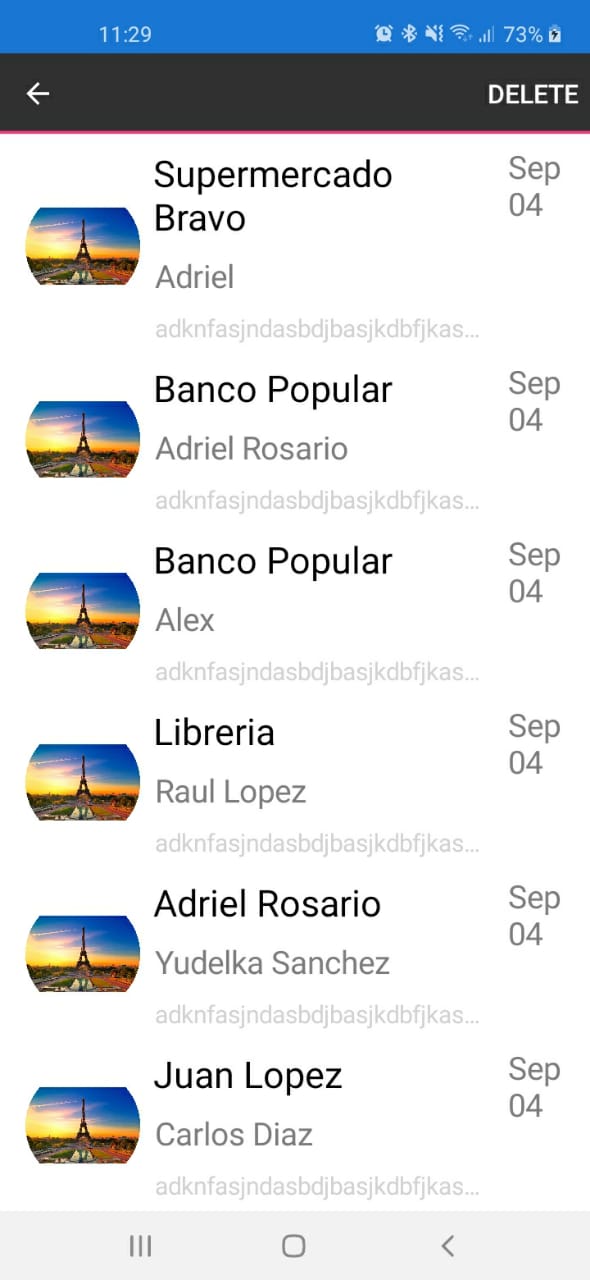 11:29 73%
DELETE
Supermercado
Bravo
Sep
04
Adriel
adknfasjndasbdjbasjkdbfjkas...
Banco Popular
Sep
04
Adriel Rosario
adknfasjndasbdjbasjkdbfjkas...
Banco Popular
Sep
04
Alex
adknfasjndasbdjbasjkdbfjkas...
Libreria
Sep
04
Raul Lopez
adknfasjndasbdjbasjkdbfjkas...
Adriel Rosario
Sep
04
Yudelka Sanchez
adknfasjndasbdjbasjkdbfjkas...
Juan Lopez
Sep
04
Carlos Diaz
adknfasjndasbdjbasjkdbfjkas...